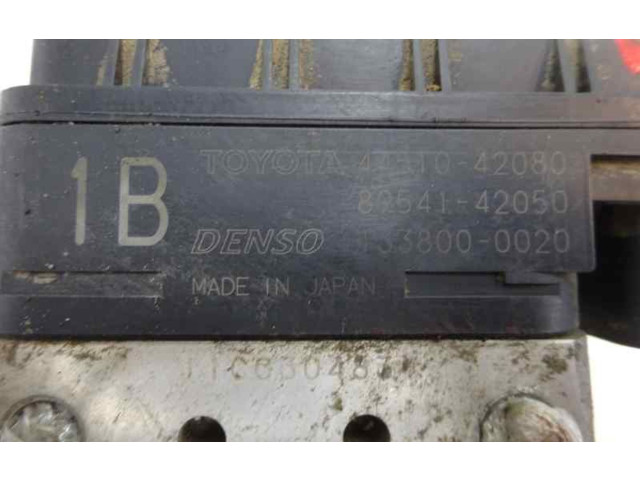 1B
TOYOTA 44510-42080
89541-42050
DENSO 133800-0020
MADE IN JAPAN